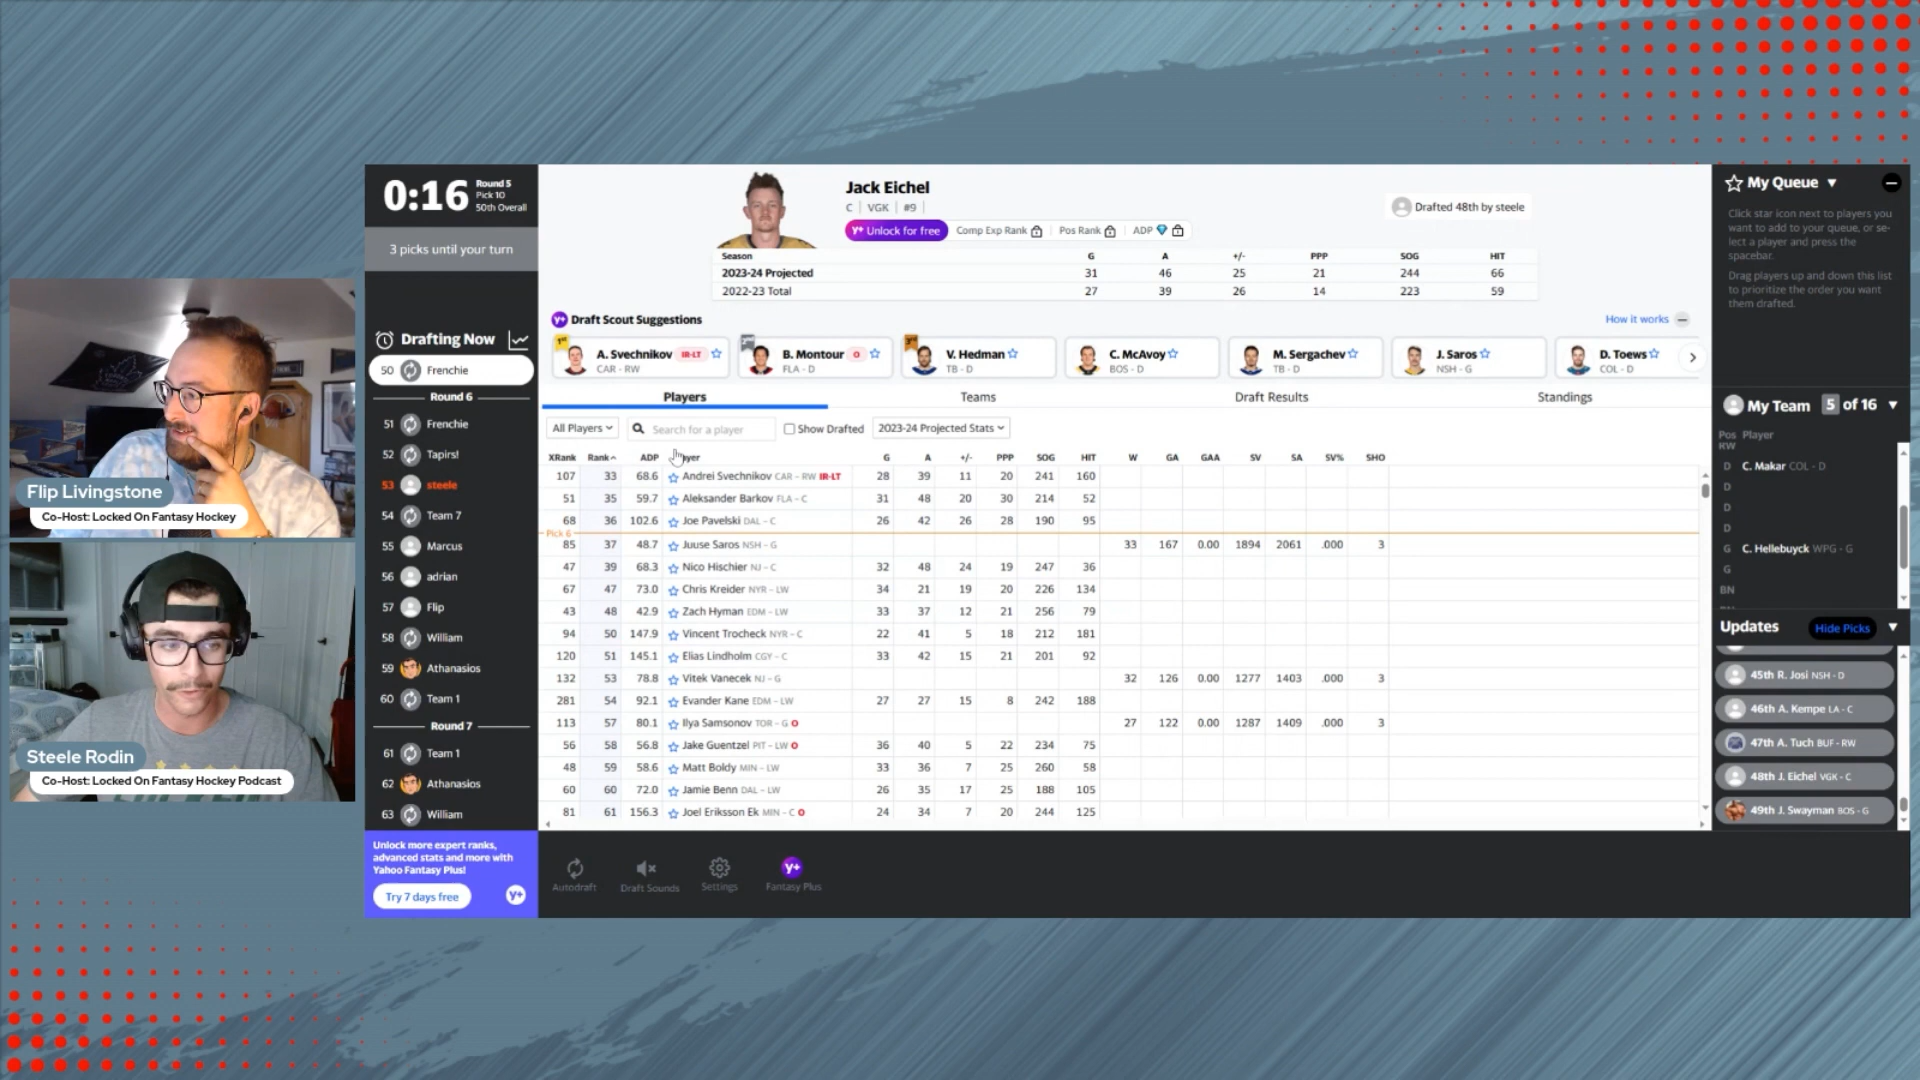 0:16
Round 5
Pick 10
50th Overall
3 picks until your turn
Drafting Now
50 Frenchie
Round 6
51 Frenchie
52 Tapirs!
53 steele
54 Team 7
55 Marcus
56 adrian
57 Flip
58 William
59 Athanasios
60 Team 1
Round 7
61 Team 1
62 Athanasios
63 William
Unlock more expert ranks,
advanced stats and more with
Yahoo Fantasy Plus!
Try 7 days free
y+
Flip Livingstone
Co-Host: Locked On Fantasy Hockey
Steele Rodin
Co-Host: Locked On Fantasy Hockey Podcast
Jack Eichel
C | VGK | #9
Y+ Unlock for free Comp Exp Rank | Pos Rank | ADP
Drafted 48th by steele
Season G A +/- PPP SOG HIT
2023-24 Projected 31 46 25 21 244 66
2022-23 Total 27 39 26 14 223 59
Draft Scout Suggestions
How it works
1st A. Svechnikov IR-LT
CAR - RW
B. Montour O
FLA - D
V. Hedman
TB - D
C. McAvoy
BOS - D
M. Sergachev
TB - D
J. Saros
NSH - G
D. Toews
COL - D
Players Teams Draft Results Standings
All Players Search for a player Show Drafted 2023-24 Projected Stats
XRank Rank ADP yer G A +/- PPP SOG HIT W GA GAA SV SA SV% SHO
107 33 68.6 Andrei Svechnikov CAR - RW IR-LT 28 39 11 20 241 160
51 35 59.7 Aleksander Barkov FLA - C 31 48 20 30 214 52
68 36 102.6 Joe Pavelski DAL - C 26 42 26 28 190 95
Pick 6
85 37 48.7 Juuse Saros NSH - G 33 167 0.00 1894 2061 .000 3
47 39 68.3 Nico Hischier NJ - C 32 48 24 19 247 36
67 47 73.0 Chris Kreider NYR - LW 34 21 19 20 226 134
43 48 42.9 Zach Hyman EDM - LW 33 37 12 21 256 79
94 50 147.9 Vincent Trocheck NYR - C 22 41 5 18 212 181
120 51 145.1 Elias Lindholm CGY - C 33 42 15 21 201 92
132 53 78.8 Vitek Vanecek NJ - G 32 126 0.00 1277 1403 .000 3
281 54 92.1 Evander Kane EDM - LW 27 27 15 8 242 188
113 57 80.1 Ilya Samsonov TOR - G O 27 122 0.00 1287 1409 .000 3
56 58 56.8 Jake Guentzel PIT - LW O 36 40 5 22 234 75
48 59 58.6 Matt Boldy MIN - LW 33 36 7 25 260 58
60 60 72.0 Jamie Benn DAL - LW 26 35 17 25 188 105
81 61 156.3 Joel Eriksson Ek MIN - C O 24 34 7 20 244 125
Autodraft
Draft Sounds
Settings
Fantasy Plus
My Queue
Click star icon next to players you
want to add to your queue, or se-
lect a player and press the
spacebar.
Drag players up and down this list
to prioritize the order you want
them drafted.
My Team 5 of 16
Pos Player
RW
D C. Makar COL - D
D
D
D
G C. Hellebuyck WPG - G
G
BN
Updates Hide Picks
45th R. Josi NSH - D
46th A. Kempe LA - C
47th A. Tuch BUF - RW
48th J. Eichel VGK - C
49th J. Swayman BOS - G